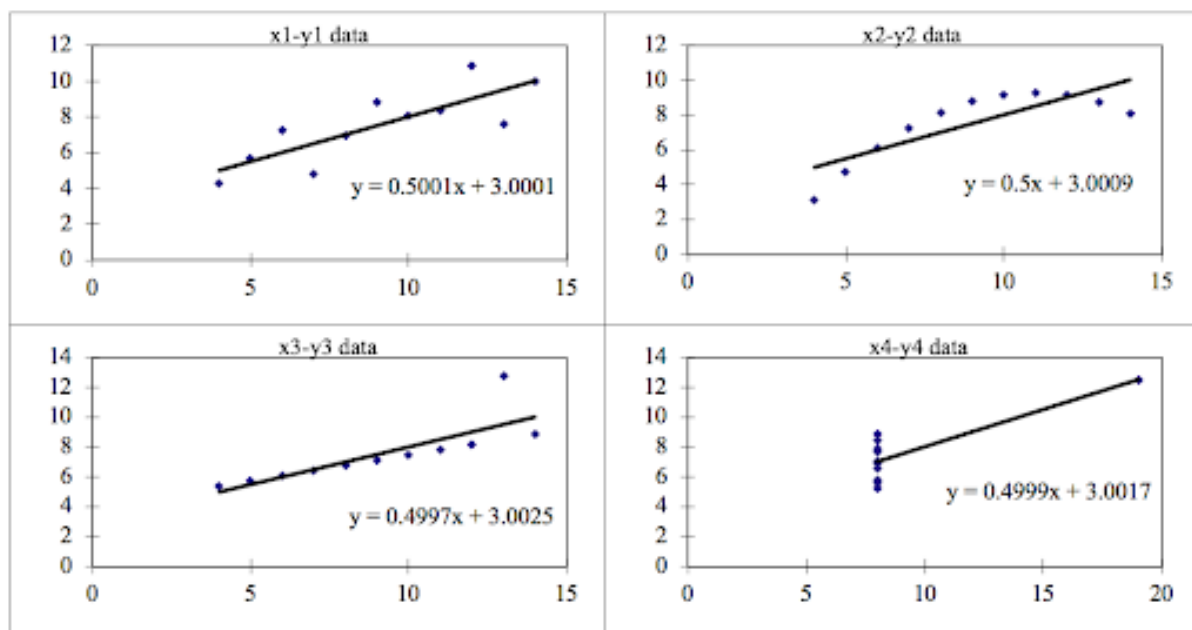 x1-y1 data
12
10
8
6
4
2
0
y = 0.5001x + 3.0001
0 5 10 15
x2-y2 data
12
10
8
6
4
2
0
y = 0.5x + 3.0009
0 5 10 15
x3-y3 data
14
12
10
8
6
4
2
0
y = 0.4997x + 3.0025
0 5 10 15
x4-y4 data
14
12
10
8
6
4
2
0
y = 0.4999x + 3.0017
0 5 10 15 20